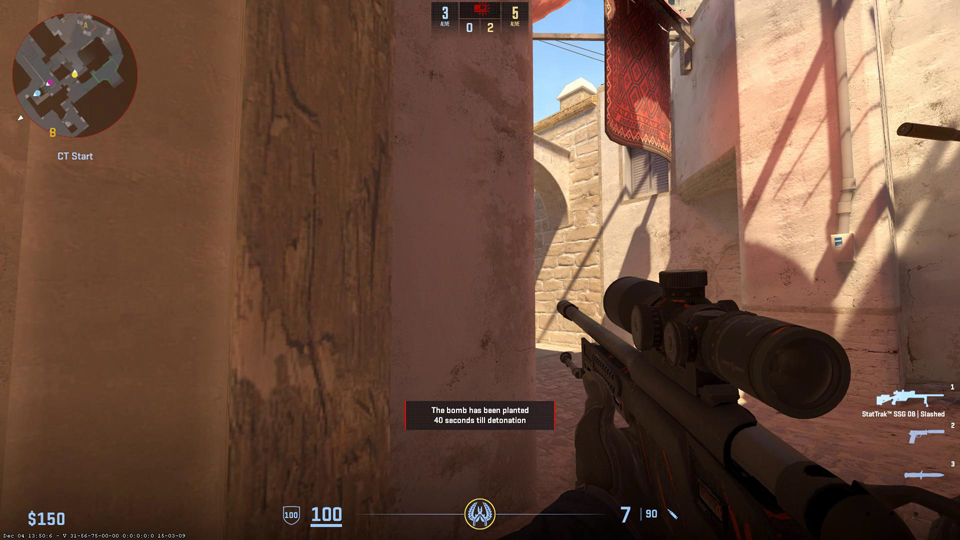 3 5
ALIVE ALIVE
0 2
A
B
CT Start
The bomb has been planted
40 seconds till detonation
1
StatTrak™ SSG 08 | Slashed
2
3
$150
100 100
7 | 90